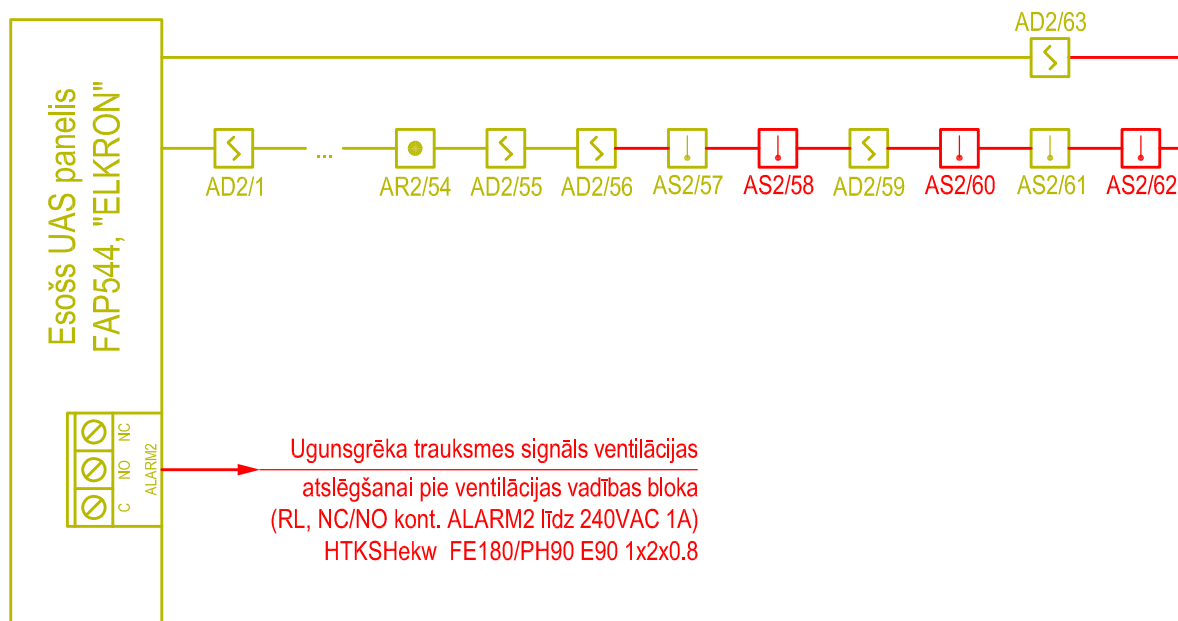 AD2/63
Esošs UAS panelis
FAP544, "ELKRON"
...
AD2/1
AR2/54
AD2/55
AD2/56
AS2/57
AS2/58
AD2/59
AS2/60
AS2/61
AS2/62
NC
NO
C
ALARM2
Ugunsgrēka trauksmes signāls ventilācijas
atslēgšanai pie ventilācijas vadības bloka
(RL, NC/NO kont. ALARM2 līdz 240VAC 1A)
HTKSHekw FE180/PH90 E90 1x2x0.8